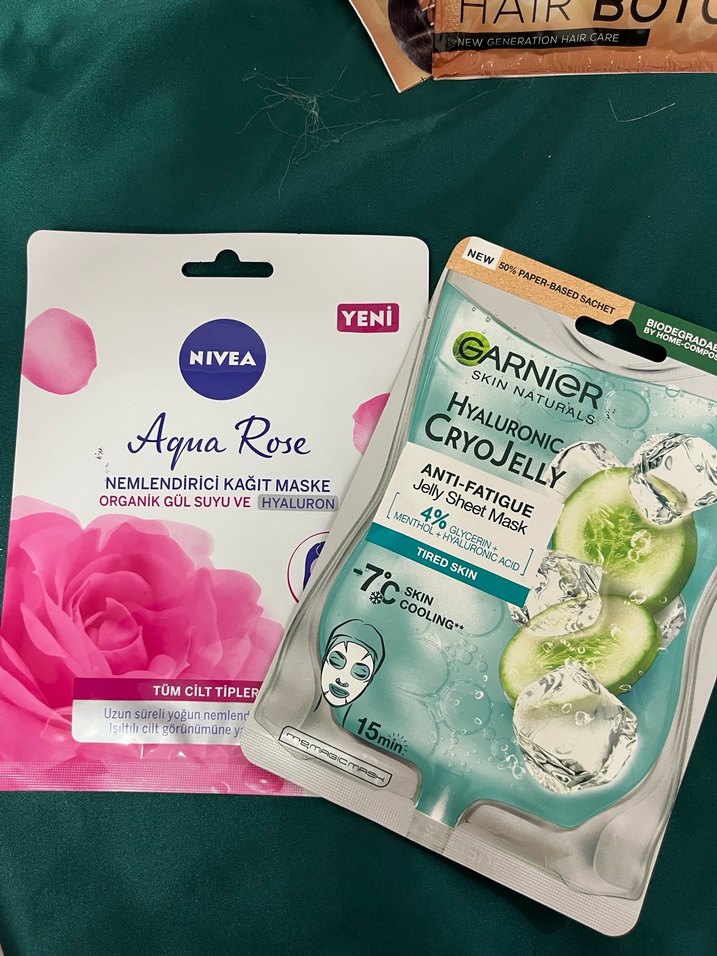 HAIR
NEW GENERATION HAIR CARE
YENİ
NIVEA
Aqua Rose
NEMLENDİRİCİ KAĞIT MASKE
ORGANİK GÜL SUYU VE HYALURON
TÜM CİLT TİPLER
Uzun süreli yoğun nemlend
Işıltılı cilt görünümüne
NEW 50% PAPER-BASED SACHET
BIODEGRADAB
BY HOME-COMPOS
GARNIER
SKIN NATURALS
HYALURONIC
CRYOJELLY
ANTI-FATIGUE
Jelly Sheet Mask
4% GLYCERIN +
MENTHOL + HYALURONIC ACID
TIRED SKIN
-7°C SKIN
COOLING**
15min